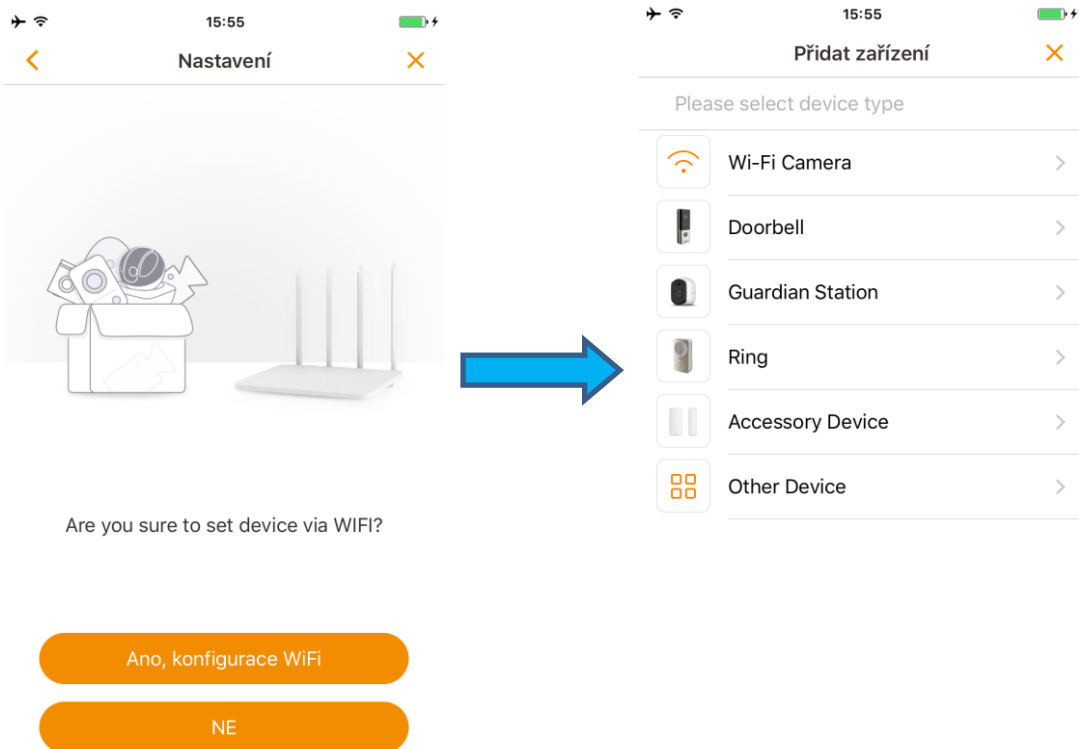 15:55
Nastavení
Are you sure to set device via WIFI?
Ano, konfigurace WiFi
NE
15:55
Přidat zařízení
Please select device type
Wi-Fi Camera
Doorbell
Guardian Station
Ring
Accessory Device
Other Device